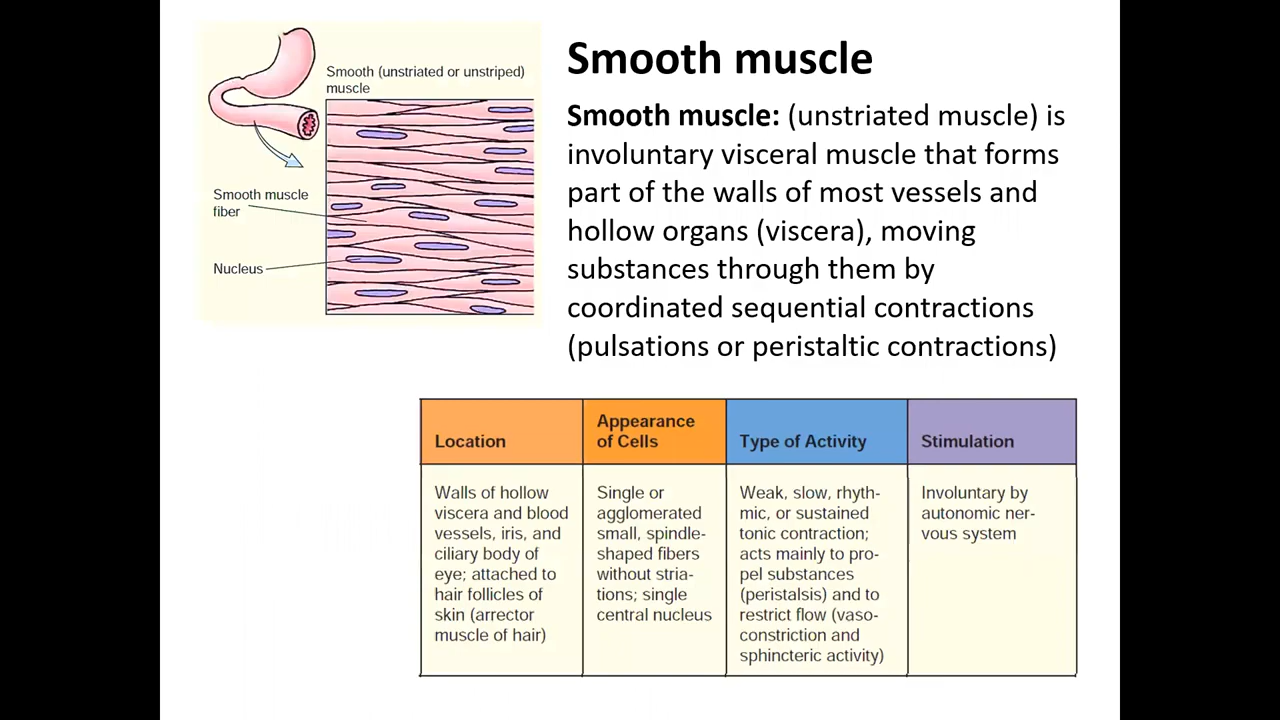 Smooth (unstriated or unstriped)
muscle
Smooth muscle
fiber
Nucleus
Smooth muscle
Smooth muscle: (unstriated muscle) is
involuntary visceral muscle that forms
part of the walls of most vessels and
hollow organs (viscera), moving
substances through them by
coordinated sequential contractions
(pulsations or peristaltic contractions)
Location
Appearance
of Cells
Type of Activity
Stimulation
Walls of hollow
viscera and blood
vessels, iris, and
ciliary body of
eye; attached to
hair follicles of
skin (arrector
muscle of hair)
Single or
agglomerated
small, spindle-
shaped fibers
without stria-
tions; single
central nucleus
Weak, slow, rhyth-
mic, or sustained
tonic contraction;
acts mainly to pro-
pel substances
(peristalsis) and to
restrict flow (vaso-
constriction and
sphincteric activity)
Involuntary by
autonomic ner-
vous system